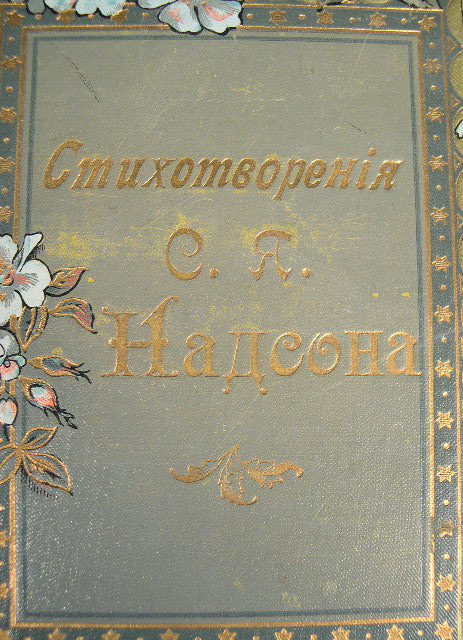 Стихотворенія
С. Я.
Надсона